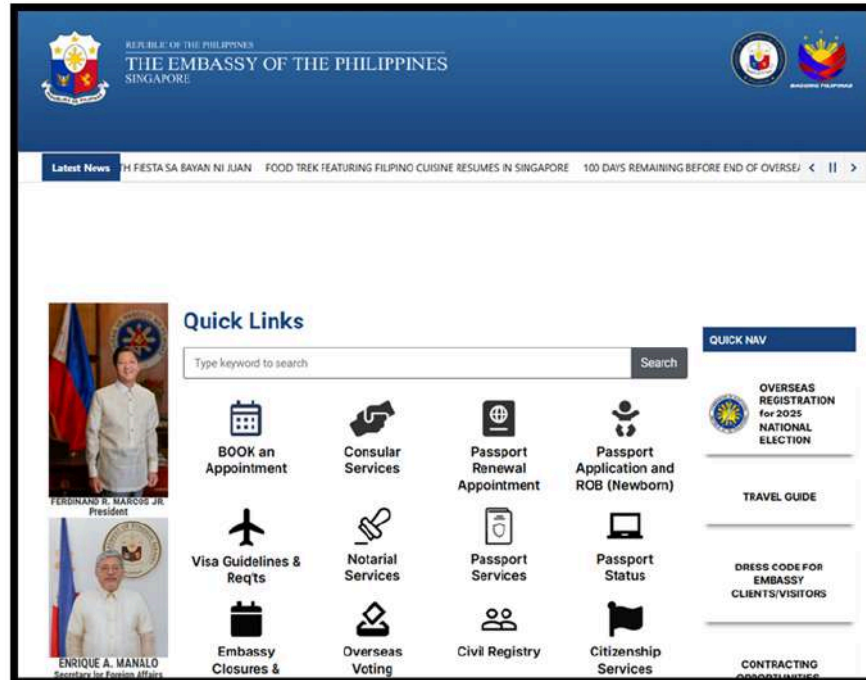 REPUBLIC OF THE PHILIPPINES
THE EMBASSY OF THE PHILIPPINES
SINGAPORE
BAGONG PILIPINAS
Latest News
TH FIESTA SA BAYAN NI JUAN FOOD TREK FEATURING FILIPINO CUISINE RESUMES IN SINGAPORE 100 DAYS REMAINING BEFORE END OF OVERSEA
Quick Links
Type keyword to search
Search
BOOK an
Appointment
Consular
Services
Passport
Renewal
Appointment
Passport
Application and
ROB (Newborn)
Visa Guidelines &
Req'ts
Notarial
Services
Passport
Services
Passport
Status
Embassy
Closures &
Overseas
Voting
Civil Registry
Citizenship
Services
FERDINAND R. MARCOS JR.
President
ENRIQUE A. MANALO
Secretary for Foreign Affairs
QUICK NAV
OVERSEAS
REGISTRATION
for 2025
NATIONAL
ELECTION
TRAVEL GUIDE
DRESS CODE FOR
EMBASSY
CLIENTS/VISITORS
CONTRACTING
OPPORTUNITIES